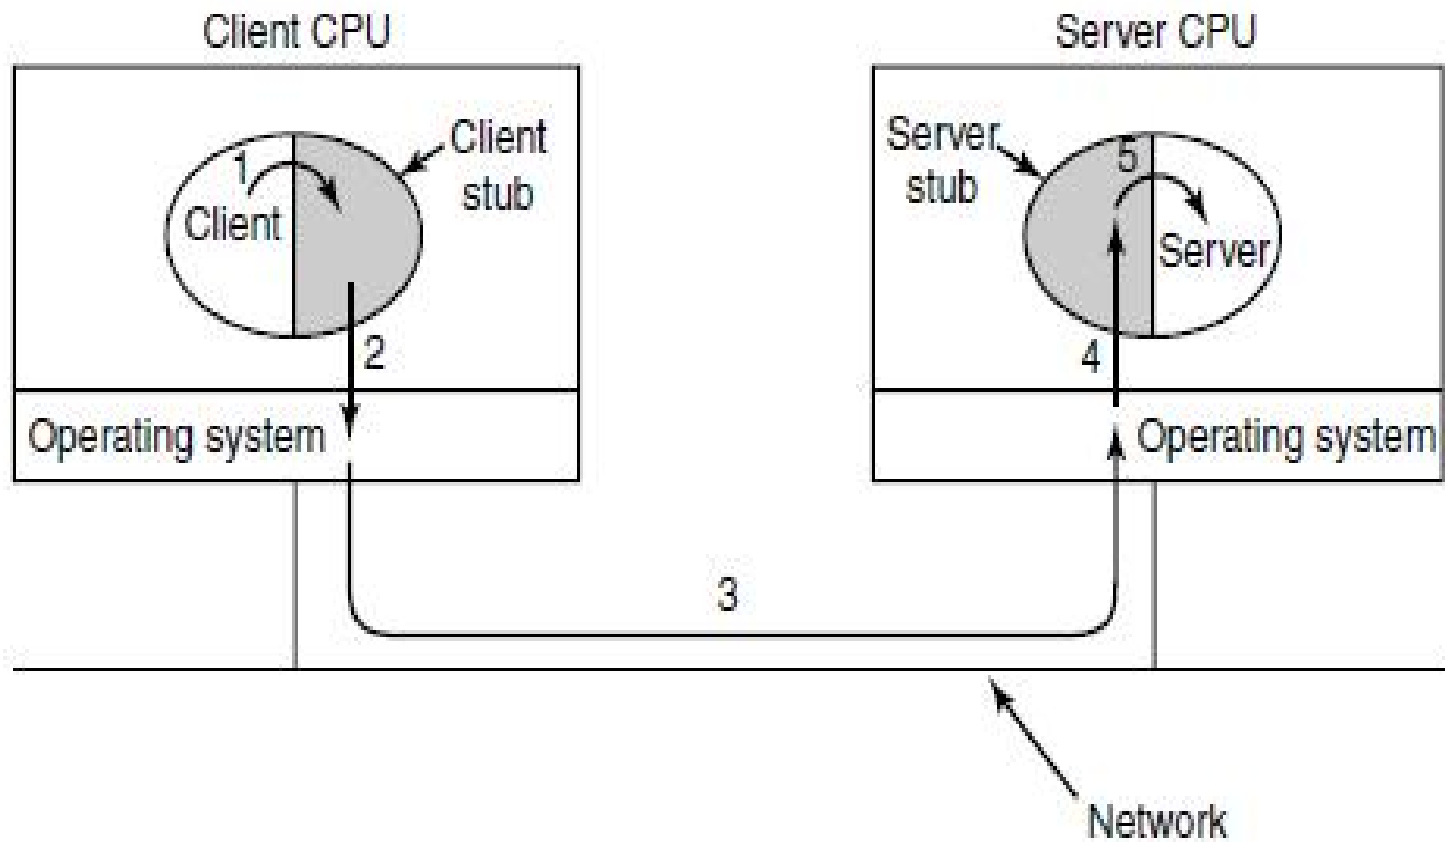 Client CPU
Server CPU
1
Client
Client
stub
2
Operating system
Server
stub
5
Server
4
Operating system
3
Network